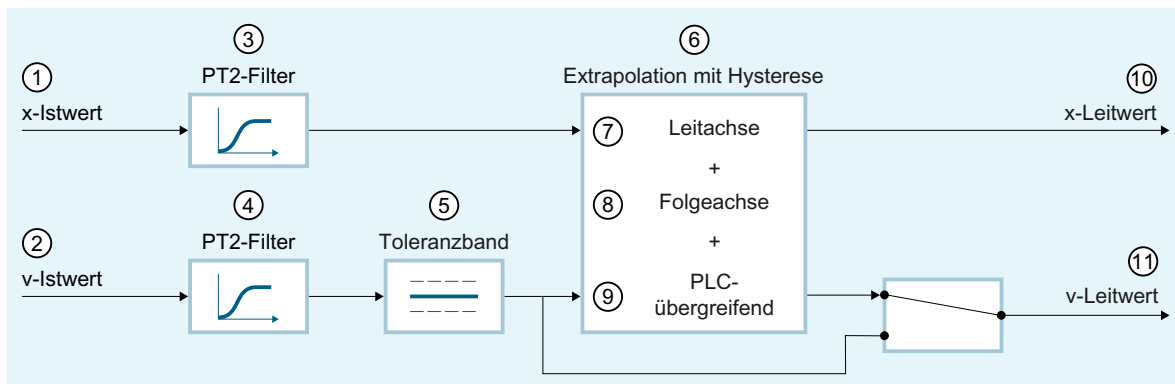 ③
⑥
①
PT2-Filter
Extrapolation mit Hysterese
⑩
x-Istwert
x-Leitwert
⑦ Leitachse
+
④
⑤
⑧ Folgeachse
②
PT2-Filter
Toleranzband
+
⑪
v-Istwert
⑨ PLC-
übergreifend
v-Leitwert